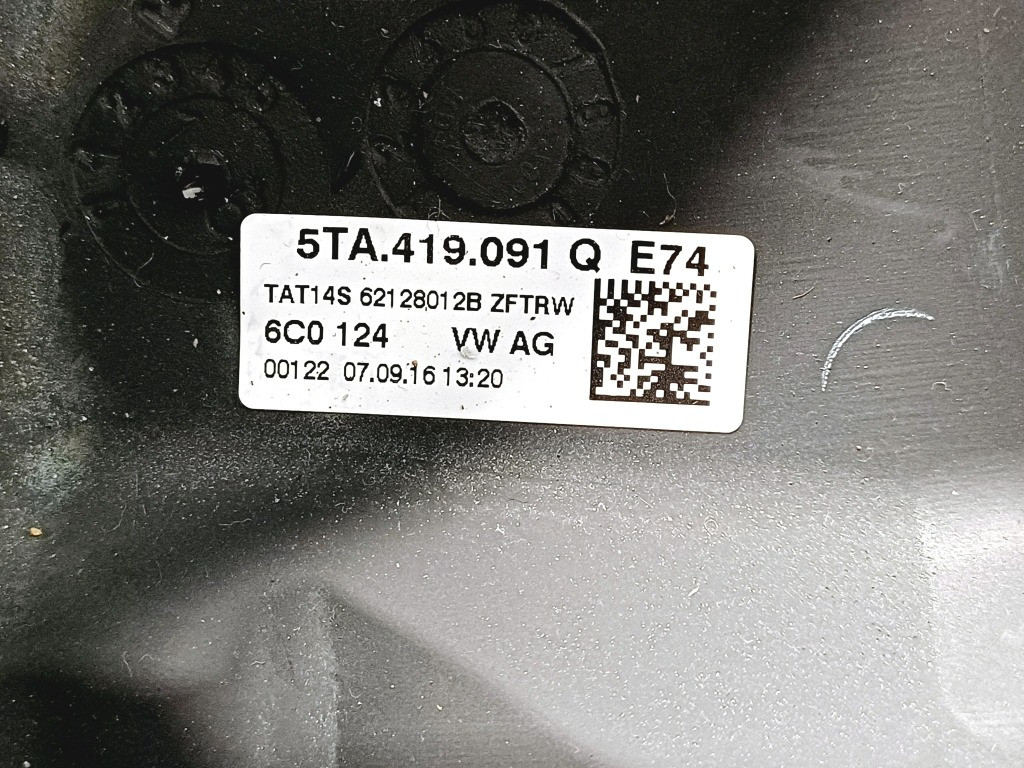 5TA.419.091 Q E74
TAT14S 62128012B ZFTRW
6C0 124 VW AG
00122 07.09.16 13:20